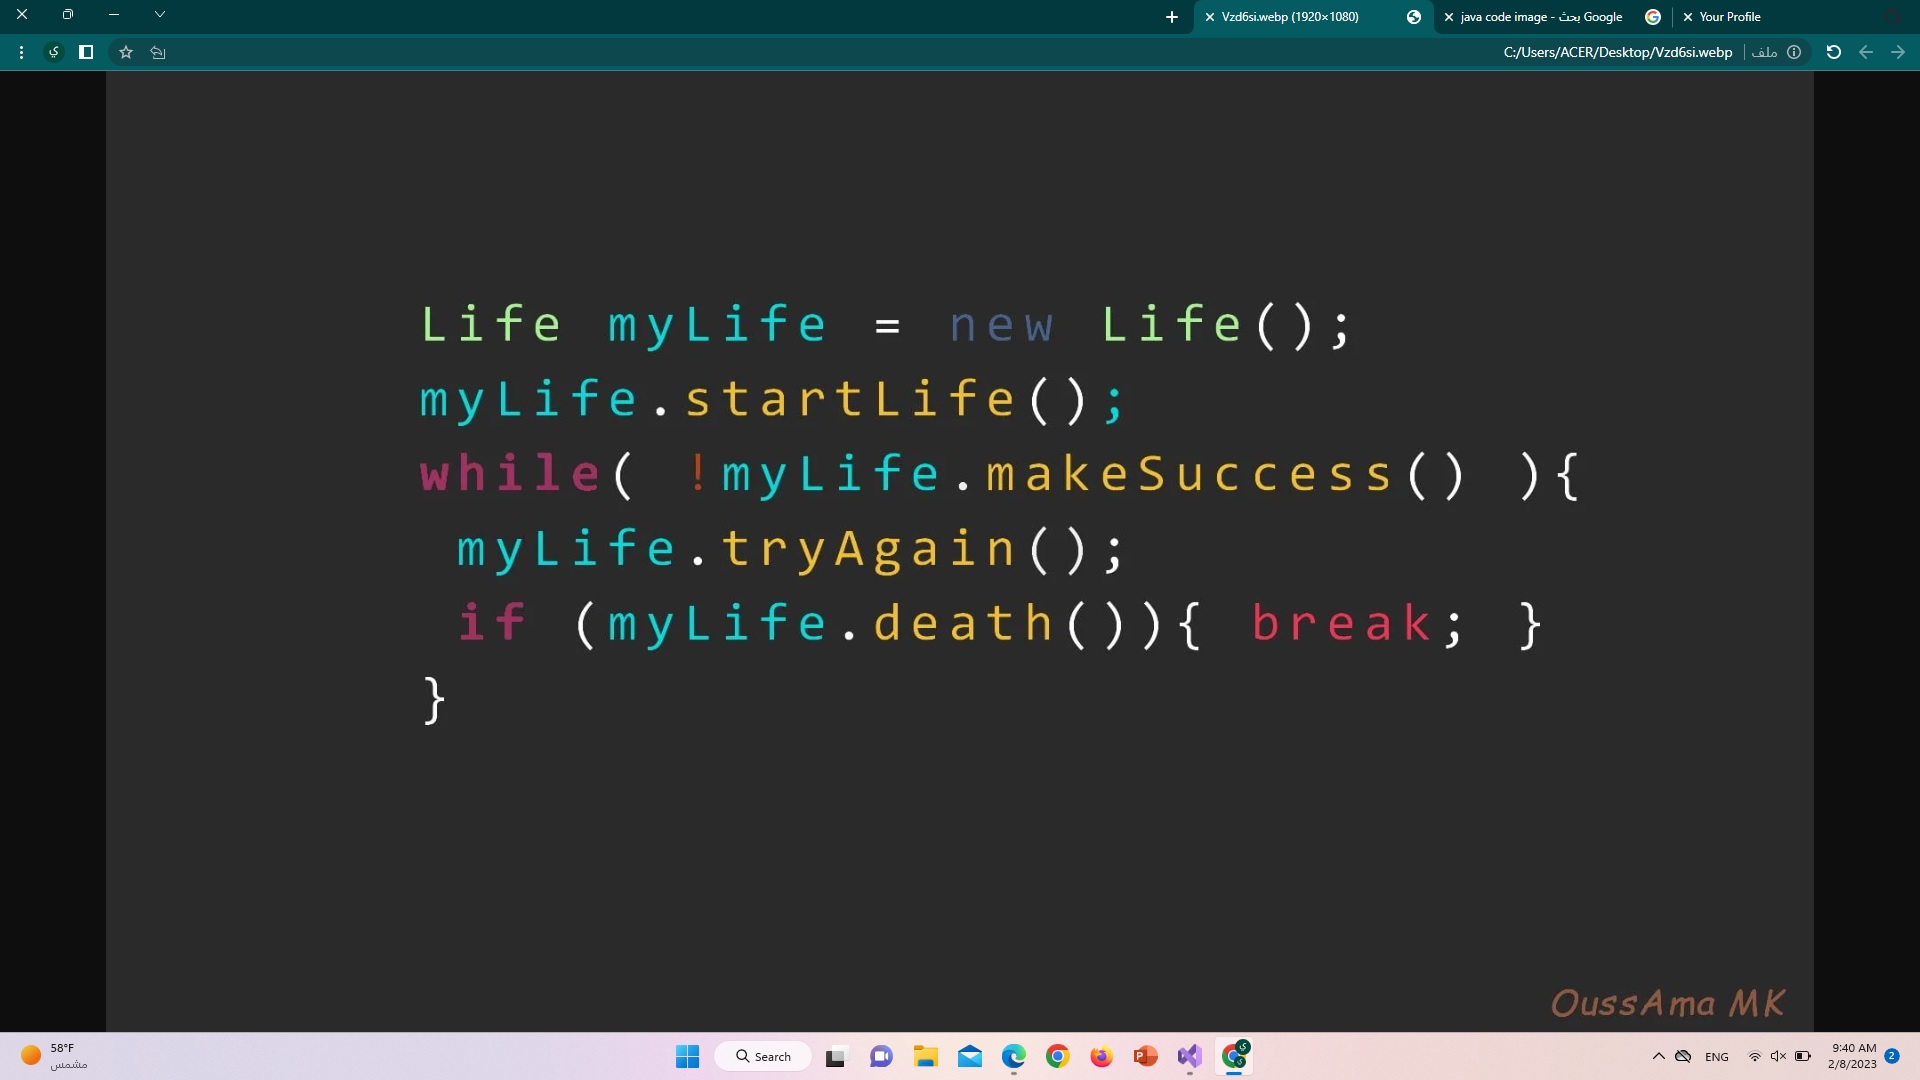 Vzd6si.webp (1920×1080)
java code image - بحث Google
Your Profile
C:/Users/ACER/Desktop/Vzd6si.webp
ملف
ي
Life myLife = new Life();
myLife.startLife();
while( !myLife.makeSuccess() ){
myLife.tryAgain();
if (myLife.death()){ break; }
}
OussAma MK
58°F
مشمس
Search
ENG
9:40 AM
2/8/2023
2